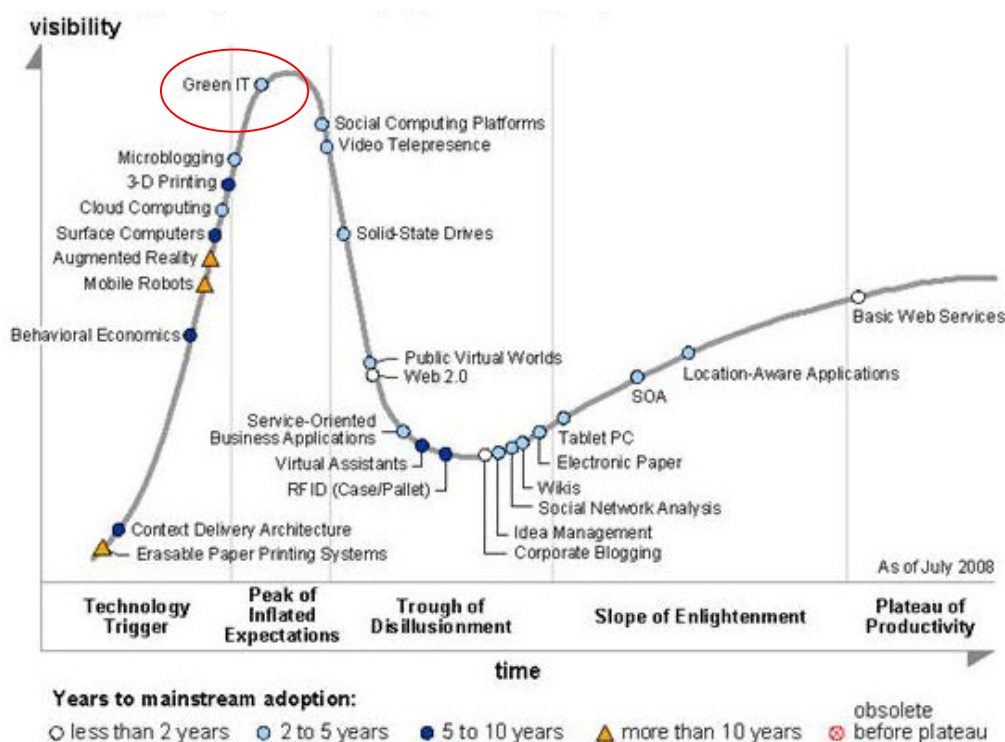 visibility
Green IT
Social Computing Platforms
Video Telepresence
Microblogging
3-D Printing
Cloud Computing
Surface Computers
Solid-State Drives
Augmented Reality
Mobile Robots
Basic Web Services
Behavioral Economics
Public Virtual Worlds
Web 2.0
Location-Aware Applications
SOA
Service-Oriented
Business Applications
Tablet PC
Virtual Assistants
Electronic Paper
RFID (Case/Pallet)
Wikis
Social Network Analysis
Context Delivery Architecture
Idea Management
Erasable Paper Printing Systems
Corporate Blogging
As of July 2008
Technology
Trigger
Peak of
Inflated
Expectations
Trough of
Disillusionment
Slope of Enlightenment
Plateau of
Productivity
time
Years to mainstream adoption:
less than 2 years
2 to 5 years
5 to 10 years
more than 10 years
obsolete
before plateau